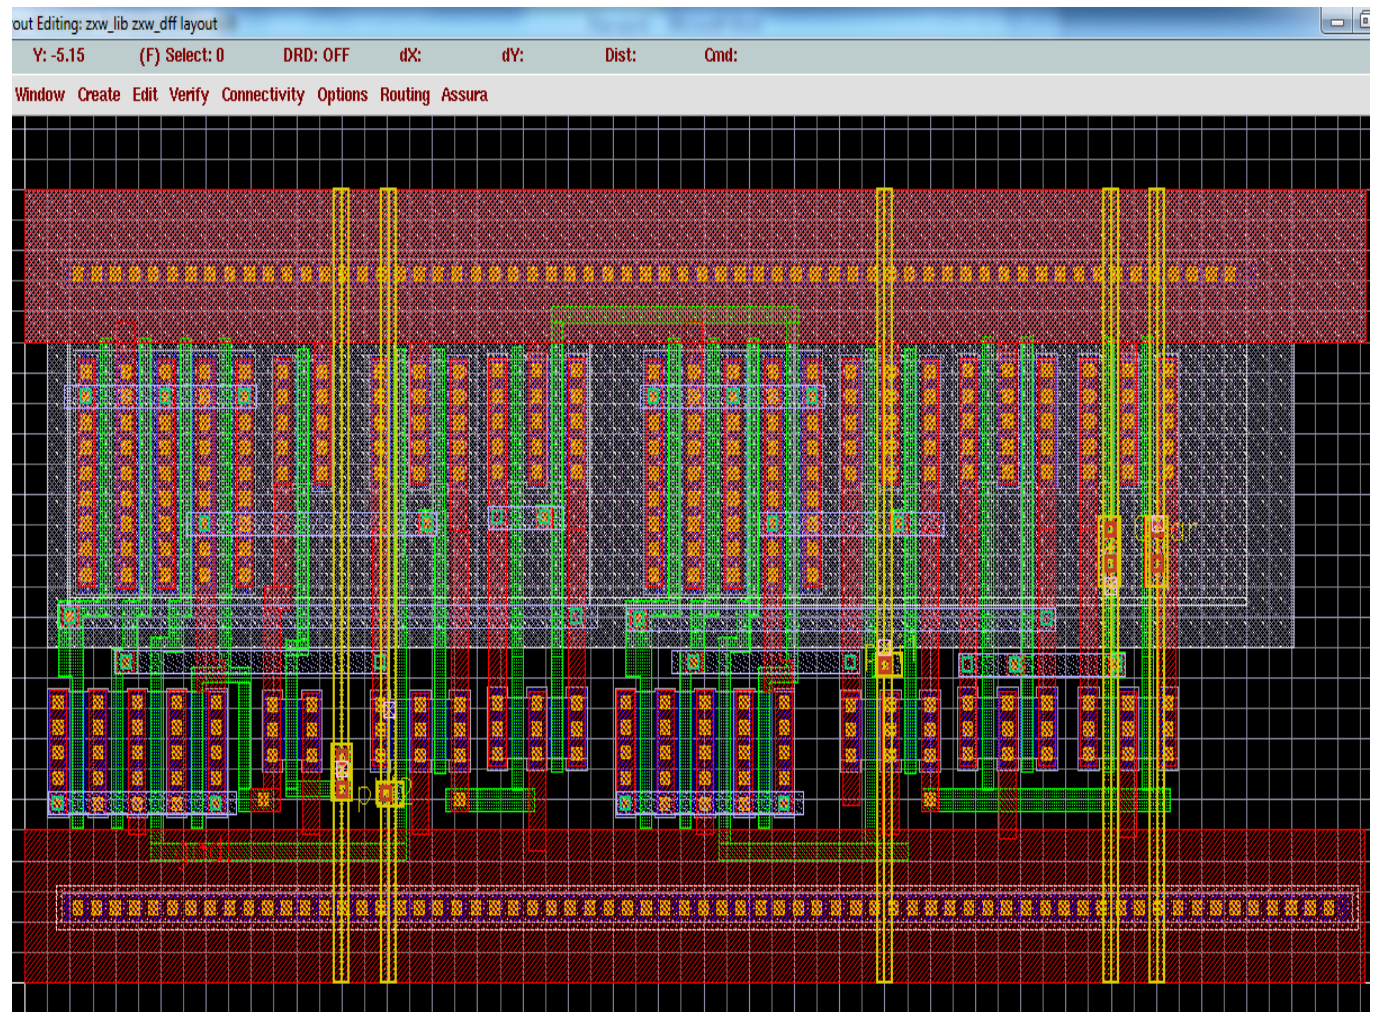 out Editing: zxw_lib zxw_dff layout
Y: -5.15 (F) Select: 0 DRD: OFF dX: dY: Dist: Cmd:
Window Create Edit Verify Connectivity Options Routing Assura